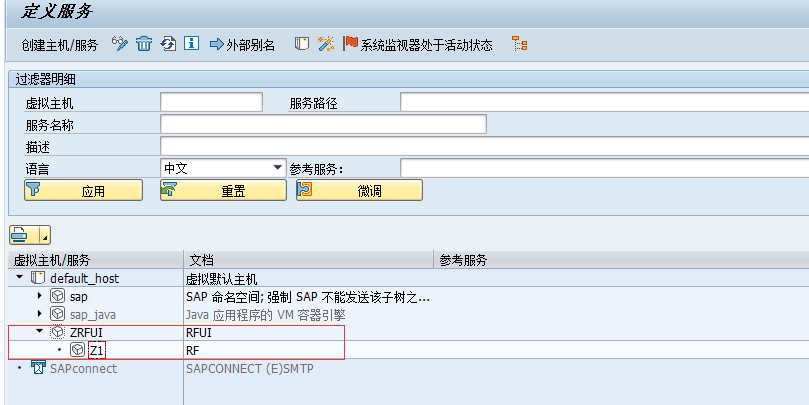 定义服务
创建主机/服务 外部别名 系统监视器处于活动状态
过滤器明细
虚拟主机 服务路径
服务名称
描述
语言 中文 参考服务：
应用 重置 微调
虚拟主机/服务 文档 参考服务
default_host 虚拟默认主机
sap SAP 命名空间; 强制 SAP 不能发送该子树之...
sap_java Java 应用程序的 VM 容器引擎
ZRFUI RFUI
Z1 RF
SAPconnect SAPCONNECT (E)SMTP